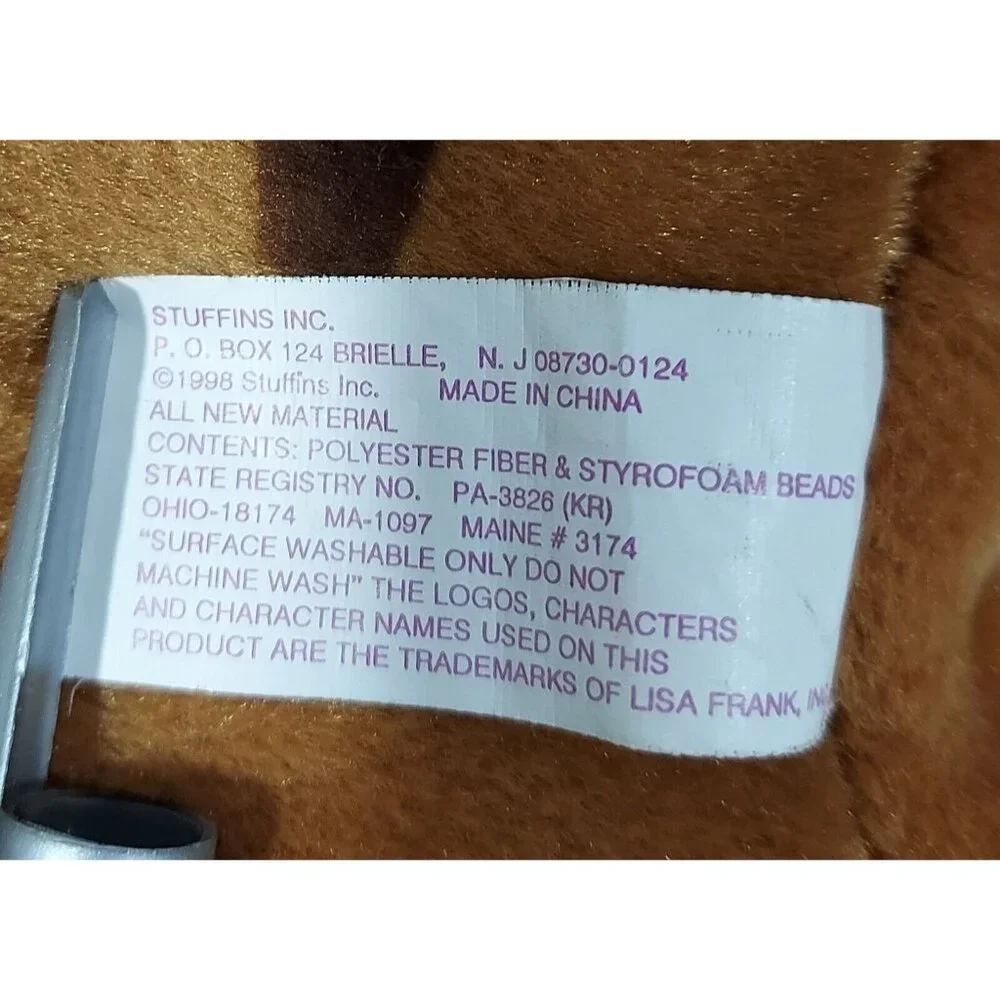 STUFFINS INC.
P. O. BOX 124 BRIELLE, N. J 08730-0124
©1998 Stuffins Inc. MADE IN CHINA
ALL NEW MATERIAL
CONTENTS: POLYESTER FIBER & STYROFOAM BEADS
STATE REGISTRY NO. PA-3826 (KR)
OHIO-18174 MA-1097 MAINE # 3174
"SURFACE WASHABLE ONLY DO NOT
MACHINE WASH" THE LOGOS, CHARACTERS
AND CHARACTER NAMES USED ON THIS
PRODUCT ARE THE TRADEMARKS OF LISA FRANK, INC.